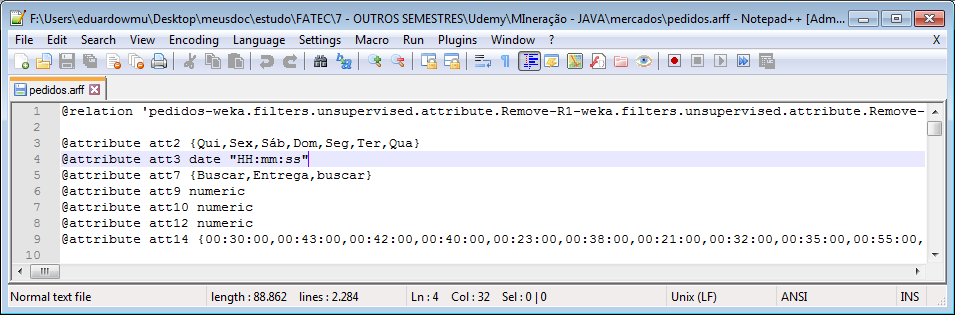 F:\Users\eduardowmu\Desktop\meusdoc\estudo\FATEC\7 - OUTROS SEMESTRES\Udemy\MIneração - JAVA\mercados\pedidos.arff - Notepad++ [Adm...
File Edit Search View Encoding Language Settings Macro Run Plugins Window ? X
pedidos.arff
1 @relation 'pedidos-weka.filters.unsupervised.attribute.Remove-R1-weka.filters.unsupervised.attribute.Remove-
2
3 @attribute att2 {Qui,Sex,Sáb,Dom,Seg,Ter,Qua}
4 @attribute att3 date "HH:mm:ss"
5 @attribute att7 {Buscar,Entrega,buscar}
6 @attribute att9 numeric
7 @attribute att10 numeric
8 @attribute att12 numeric
9 @attribute att14 {00:30:00,00:43:00,00:42:00,00:40:00,00:23:00,00:38:00,00:21:00,00:32:00,00:35:00,00:55:00,
10
Normal text file length : 88.862 lines : 2.284 Ln : 4 Col : 32 Sel : 0 | 0 Unix (LF) ANSI INS